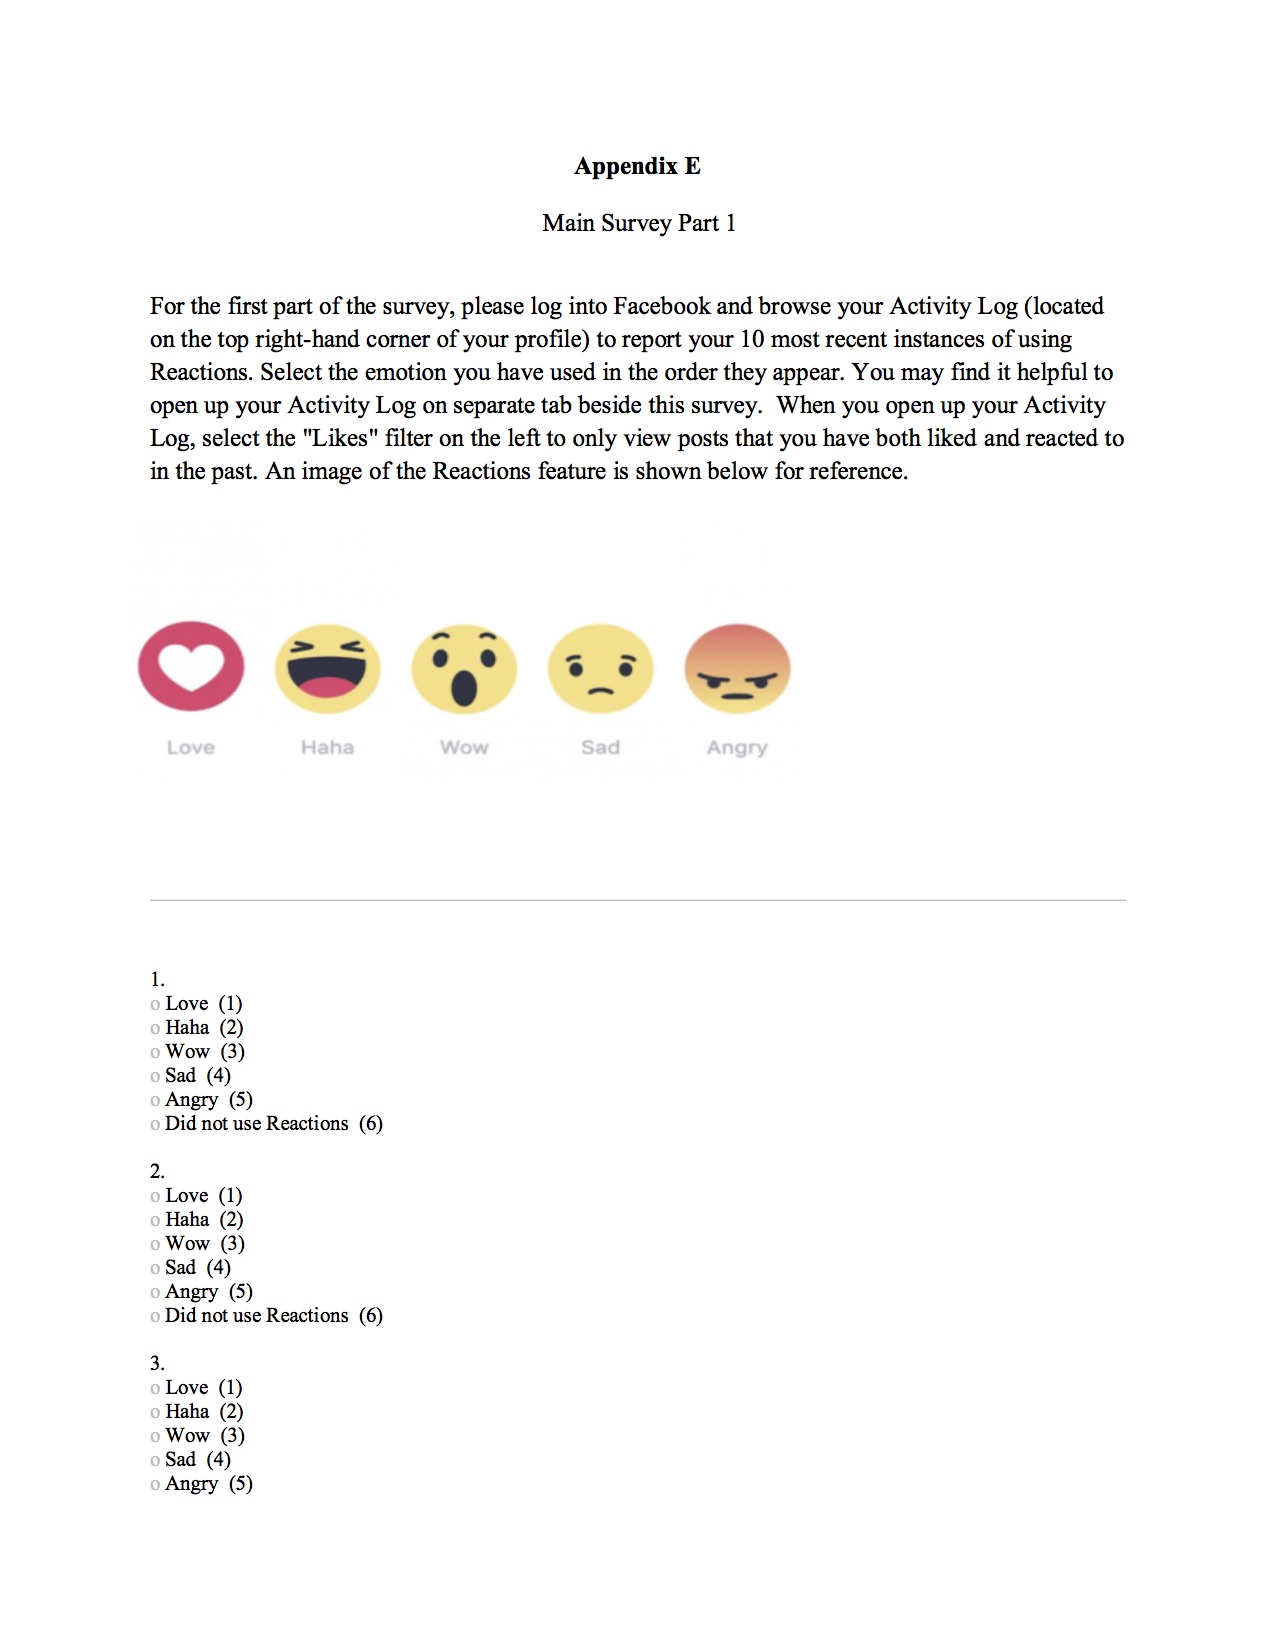 Appendix E
Main Survey Part 1
For the first part of the survey, please log into Facebook and browse your Activity Log (located
on the top right-hand corner of your profile) to report your 10 most recent instances of using
Reactions. Select the emotion you have used in the order they appear. You may find it helpful to
open up your Activity Log on separate tab beside this survey.  When you open up your Activity
Log, select the "Likes" filter on the left to only view posts that you have both liked and reacted to
in the past. An image of the Reactions feature is shown below for reference.
Love Haha Wow Sad Angry
1.
o Love  (1)
o Haha  (2)
o Wow  (3)
o Sad  (4)
o Angry  (5)
o Did not use Reactions  (6)
2.
o Love  (1)
o Haha  (2)
o Wow  (3)
o Sad  (4)
o Angry  (5)
o Did not use Reactions  (6)
3.
o Love  (1)
o Haha  (2)
o Wow  (3)
o Sad  (4)
o Angry  (5)